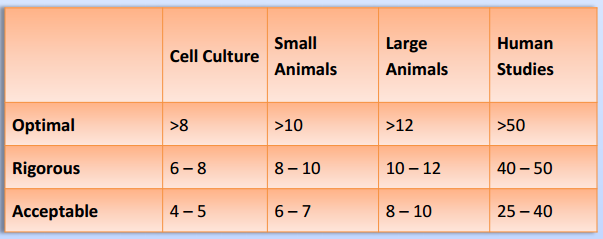 Cell Culture Small Animals Large Animals Human Studies
Optimal >8 >10 >12 >50
Rigorous 6 – 8 8 – 10 10 – 12 40 – 50
Acceptable 4 – 5 6 – 7 8 – 10 25 – 40